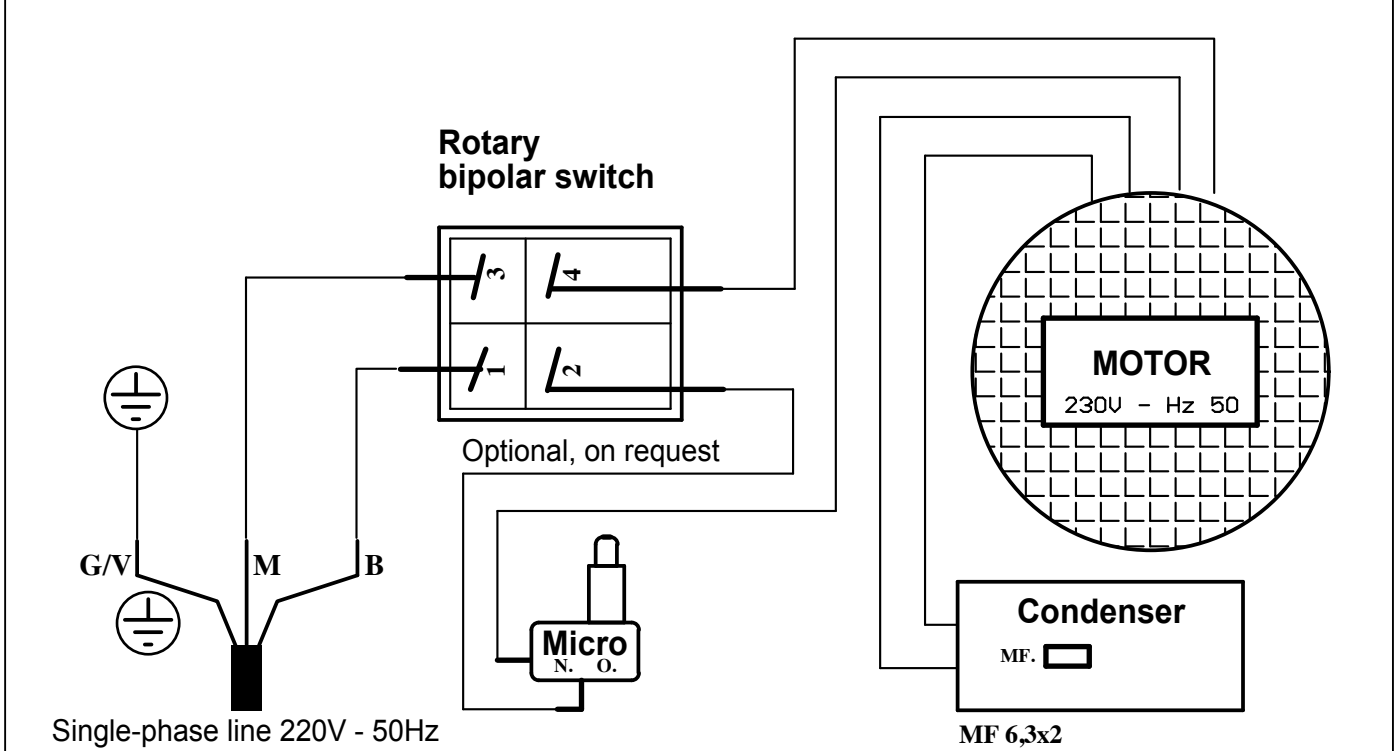 Rotary
bipolar switch
3
4
1
2
MOTOR
230V - Hz 50
Optional, on request
G/V
M
B
Micro
N. O.
Condenser
MF.
Single-phase line 220V - 50Hz
MF 6,3x2